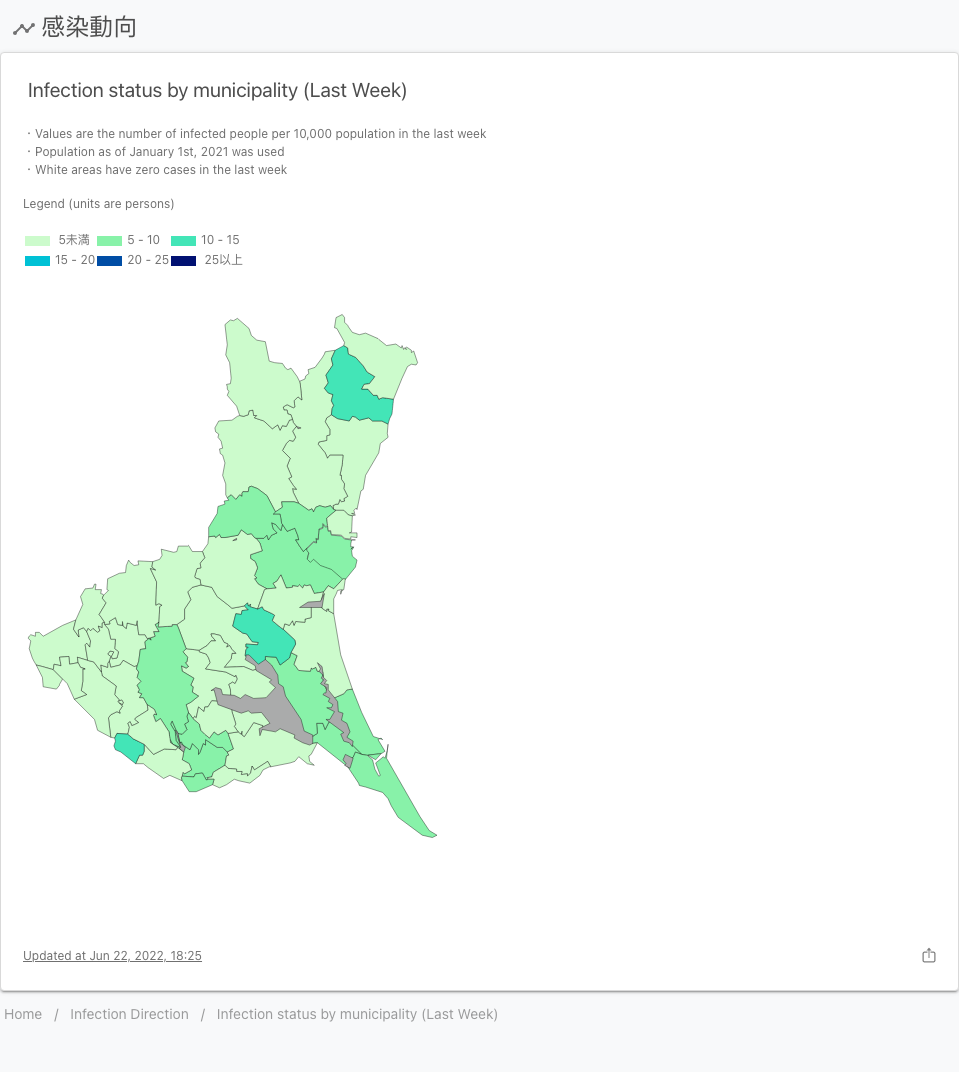 感染動向
Infection status by municipality (Last Week)
・Values are the number of infected people per 10,000 population in the last week
・Population as of January 1st, 2021 was used
・White areas have zero cases in the last week
Legend (units are persons)
5未満 5 - 10 10 - 15
15 - 20 20 - 25 25以上
Updated at Jun 22, 2022, 18:25
Home / Infection Direction / Infection status by municipality (Last Week)